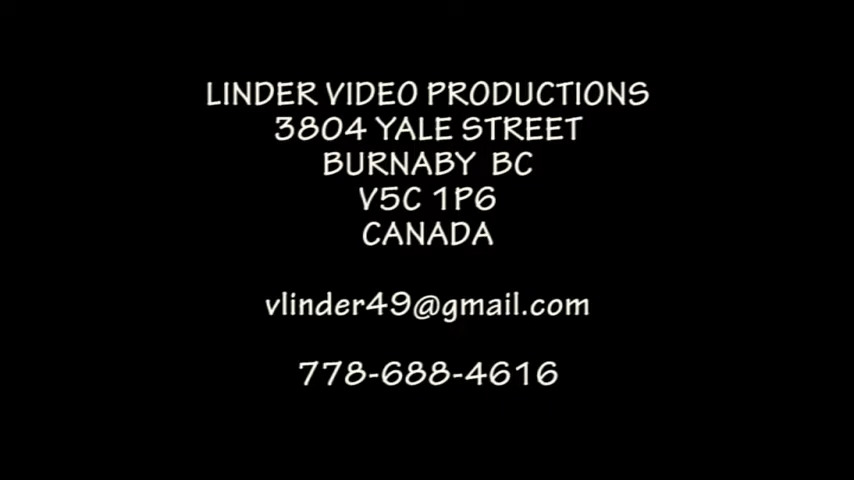 LINDER VIDEO PRODUCTIONS
3804 YALE STREET
BURNABY BC
V5C 1P6
CANADA
vlinder49@gmail.com
778-688-4616